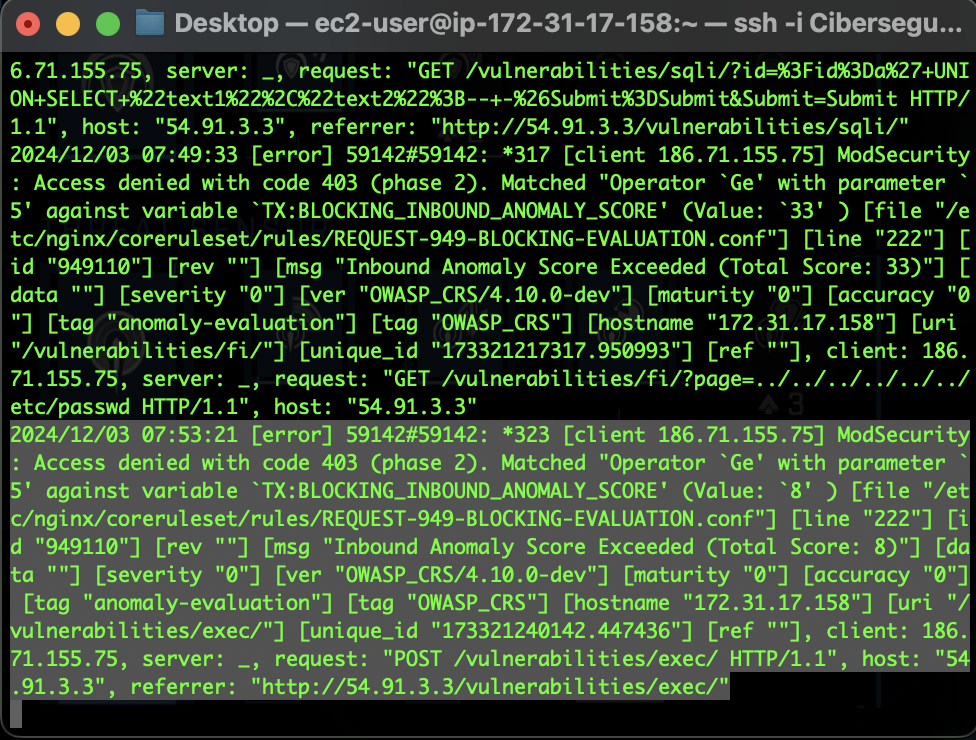 Desktop — ec2-user@ip-172-31-17-158:~ — ssh -i Cibersegu...
6.71.155.75, server: _, request: "GET /vulnerabilities/sqli/?id=%3Fid%3Da%27+UNI
ON+SELECT+%22text1%22%2C%22text2%22%3B--+-%26Submit%3DSubmit&Submit=Submit HTTP/
1.1", host: "54.91.3.3", referrer: "http://54.91.3.3/vulnerabilities/sqli/"
2024/12/03 07:49:33 [error] 59142#59142: *317 [client 186.71.155.75] ModSecurity
: Access denied with code 403 (phase 2). Matched "Operator `Ge' with parameter `
5' against variable `TX:BLOCKING_INBOUND_ANOMALY_SCORE' (Value: `33' ) [file "/e
tc/nginx/coreruleset/rules/REQUEST-949-BLOCKING-EVALUATION.conf"] [line "222"] [
id "949110"] [rev ""] [msg "Inbound Anomaly Score Exceeded (Total Score: 33)"] [
data ""] [severity "0"] [ver "OWASP_CRS/4.10.0-dev"] [maturity "0"] [accuracy "0
"] [tag "anomaly-evaluation"] [tag "OWASP_CRS"] [hostname "172.31.17.158"] [uri
"/vulnerabilities/fi/"] [unique_id "173321217317.950993"] [ref ""], client: 186.
71.155.75, server: _, request: "GET /vulnerabilities/fi/?page=../../../../../../
etc/passwd HTTP/1.1", host: "54.91.3.3"
2024/12/03 07:53:21 [error] 59142#59142: *323 [client 186.71.155.75] ModSecurity
: Access denied with code 403 (phase 2). Matched "Operator `Ge' with parameter `
5' against variable `TX:BLOCKING_INBOUND_ANOMALY_SCORE' (Value: `8' ) [file "/et
c/nginx/coreruleset/rules/REQUEST-949-BLOCKING-EVALUATION.conf"] [line "222"] [i
d "949110"] [rev ""] [msg "Inbound Anomaly Score Exceeded (Total Score: 8)"] [da
ta ""] [severity "0"] [ver "OWASP_CRS/4.10.0-dev"] [maturity "0"] [accuracy "0"]
[tag "anomaly-evaluation"] [tag "OWASP_CRS"] [hostname "172.31.17.158"] [uri "/
vulnerabilities/exec/"] [unique_id "173321240142.447436"] [ref ""], client: 186.
71.155.75, server: _, request: "POST /vulnerabilities/exec/ HTTP/1.1", host: "54
.91.3.3", referrer: "http://54.91.3.3/vulnerabilities/exec/"